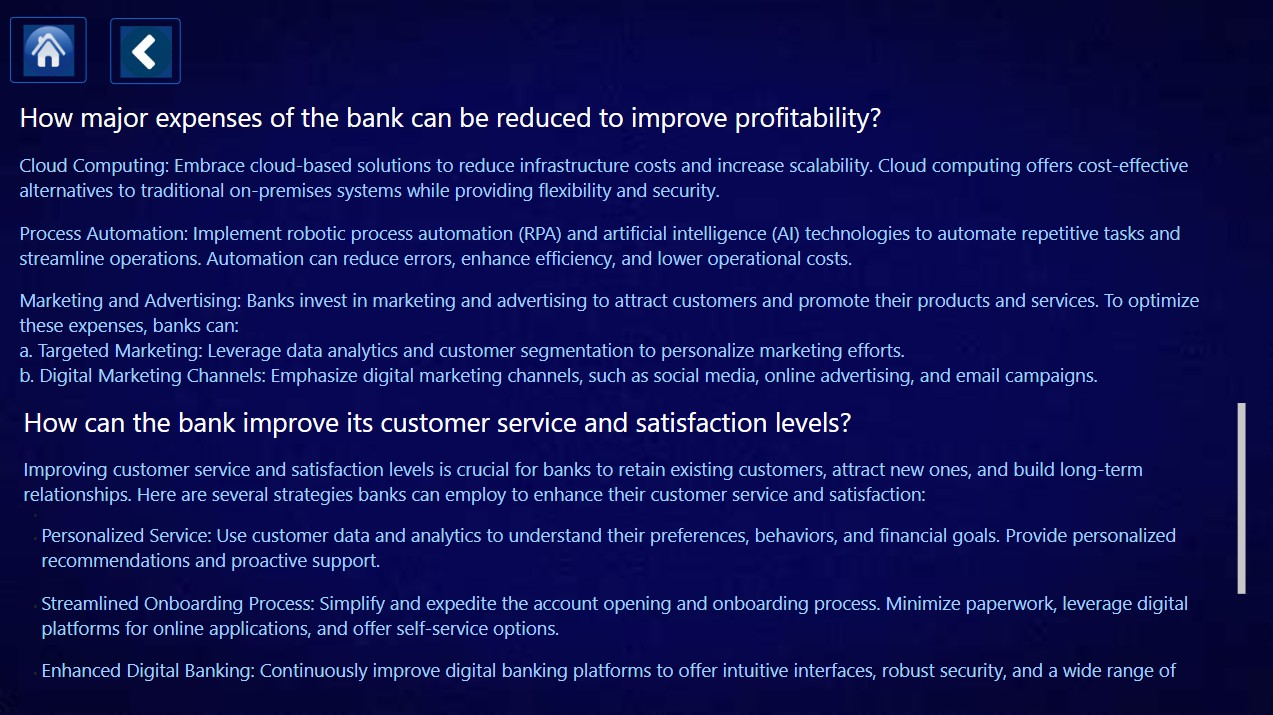 How major expenses of the bank can be reduced to improve profitability?
Cloud Computing: Embrace cloud-based solutions to reduce infrastructure costs and increase scalability. Cloud computing offers cost-effective
alternatives to traditional on-premises systems while providing flexibility and security.
Process Automation: Implement robotic process automation (RPA) and artificial intelligence (AI) technologies to automate repetitive tasks and
streamline operations. Automation can reduce errors, enhance efficiency, and lower operational costs.
Marketing and Advertising: Banks invest in marketing and advertising to attract customers and promote their products and services. To optimize
these expenses, banks can:
a. Targeted Marketing: Leverage data analytics and customer segmentation to personalize marketing efforts.
b. Digital Marketing Channels: Emphasize digital marketing channels, such as social media, online advertising, and email campaigns.
How can the bank improve its customer service and satisfaction levels?
Improving customer service and satisfaction levels is crucial for banks to retain existing customers, attract new ones, and build long-term
relationships. Here are several strategies banks can employ to enhance their customer service and satisfaction:
Personalized Service: Use customer data and analytics to understand their preferences, behaviors, and financial goals. Provide personalized
recommendations and proactive support.
Streamlined Onboarding Process: Simplify and expedite the account opening and onboarding process. Minimize paperwork, leverage digital
platforms for online applications, and offer self-service options.
Enhanced Digital Banking: Continuously improve digital banking platforms to offer intuitive interfaces, robust security, and a wide range of